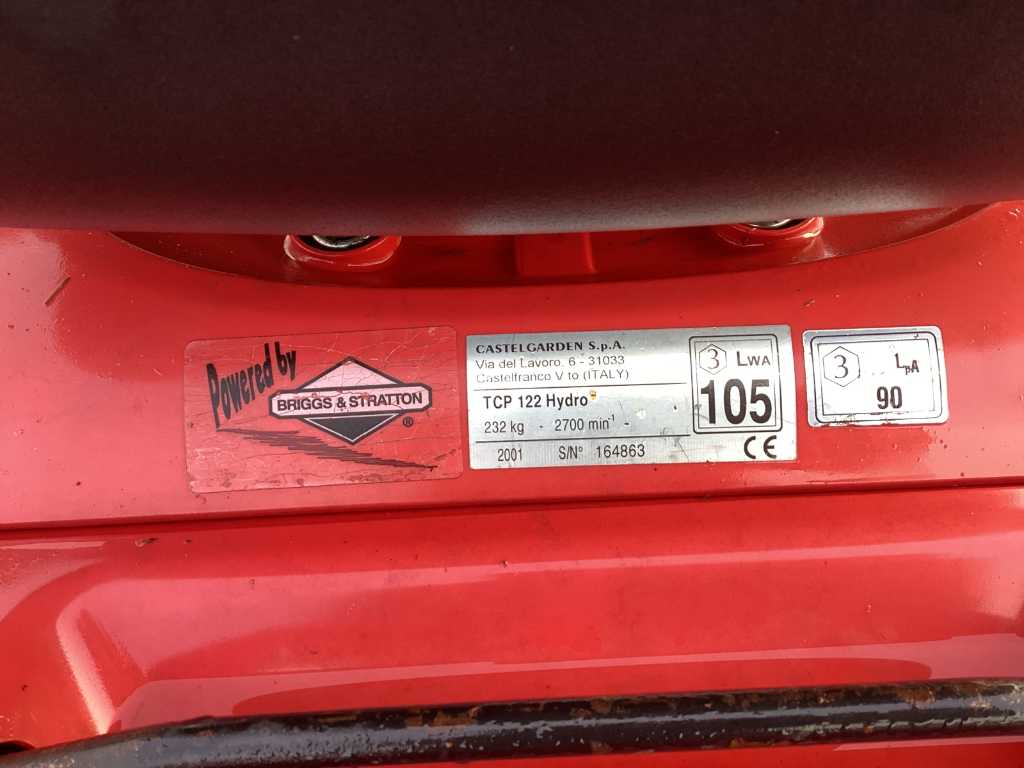 Powered by
BRIGGS & STRATTON
®
CASTELGARDEN S.p.A.
Via del Lavoro, 6 - 31033
Castelfranco V.to (ITALY)
TCP 122 Hydro
232 kg - 2700 min⁻¹ -
2001 S/N° 164863
3 LWA
105
CE
3 LpA
90